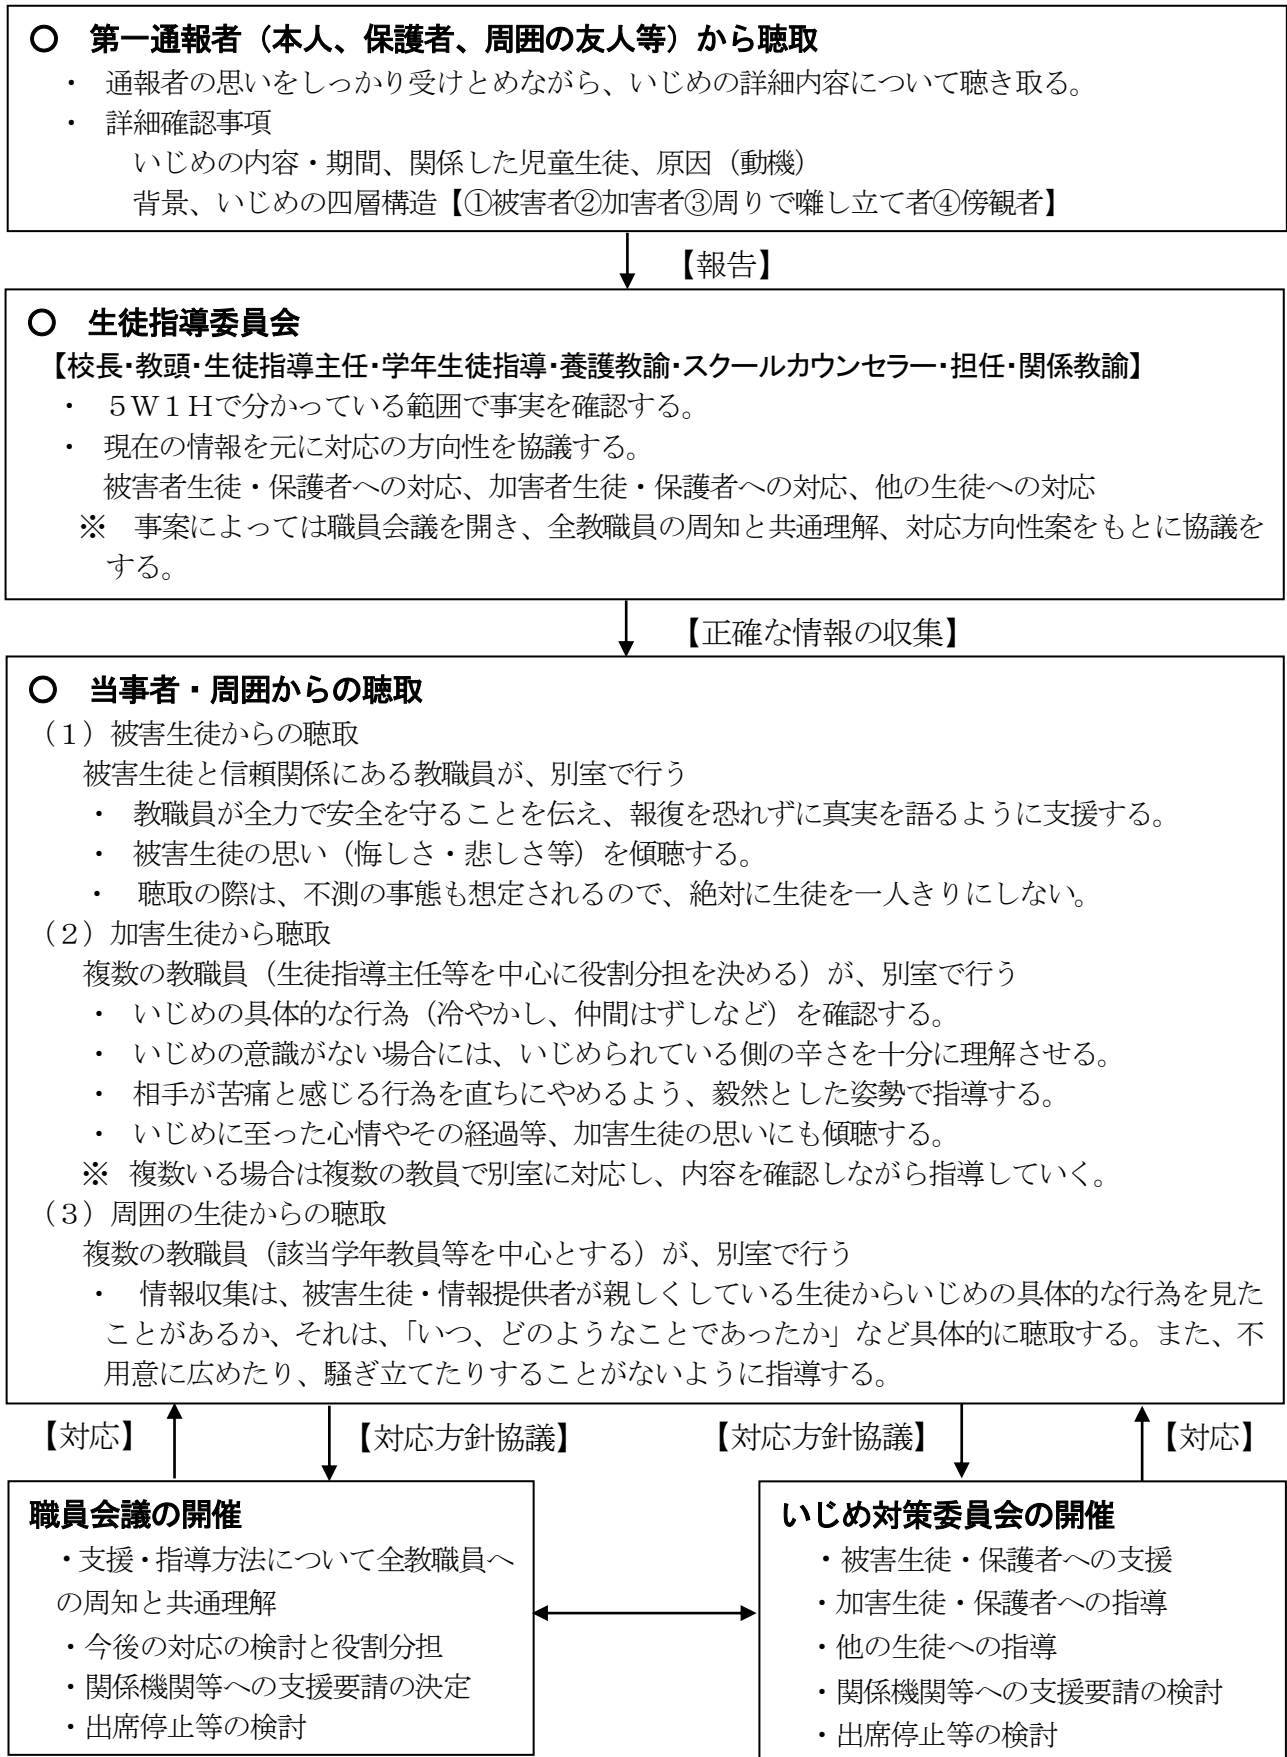 ○　第一通報者（本人、保護者、周囲の友人等）から聴取
・　通報者の思いをしっかり受けとめながら、いじめの詳細内容について聴き取る。
・　詳細確認事項
いじめの内容・期間、関係した児童生徒、原因（動機）
背景、いじめの四層構造【①被害者②加害者③周りで囃し立て者④傍観者】
【報告】
○　生徒指導委員会
【校長・教頭・生徒指導主任・学年生徒指導・養護教諭・スクールカウンセラー・担任・関係教諭】
・　５Ｗ１Ｈで分かっている範囲で事実を確認する。
・　現在の情報を元に対応の方向性を協議する。
被害者生徒・保護者への対応、加害者生徒・保護者への対応、他の生徒への対応
※　事案によっては職員会議を開き、全教職員の周知と共通理解、対応方向性案をもとに協議を
する。
【正確な情報の収集】
○　当事者・周囲からの聴取
（１）被害生徒からの聴取
被害生徒と信頼関係にある教職員が、別室で行う
・　教職員が全力で安全を守ることを伝え、報復を恐れずに真実を語るように支援する。
・　被害生徒の思い（悔しさ・悲しさ等）を傾聴する。
・　聴取の際は、不測の事態も想定されるので、絶対に生徒を一人きりにしない。
（２）加害生徒から聴取
複数の教職員（生徒指導主任等を中心に役割分担を決める）が、別室で行う
・　いじめの具体的な行為（冷やかし、仲間はずしなど）を確認する。
・　いじめの意識がない場合には、いじめられている側の辛さを十分に理解させる。
・　相手が苦痛と感じる行為を直ちにやめるよう、毅然とした姿勢で指導する。
・　いじめに至った心情やその経過等、加害生徒の思いにも傾聴する。
※　複数いる場合は複数の教員で別室に対応し、内容を確認しながら指導していく。
（３）周囲の生徒からの聴取
複数の教職員（該当学年教員等を中心とする）が、別室で行う
・　情報収集は、被害生徒・情報提供者が親しくしている生徒からいじめの具体的な行為を見た
ことがあるか、それは、「いつ、どのようなことであったか」など具体的に聴取する。また、不
用意に広めたり、騒ぎ立てたりすることがないように指導する。
【対応】　【対応方針協議】　【対応方針協議】　【対応】
職員会議の開催
・支援・指導方法について全教職員へ
の周知と共通理解
・今後の対応の検討と役割分担
・関係機関等への支援要請の決定
・出席停止等の検討
いじめ対策委員会の開催
・被害生徒・保護者への支援
・加害生徒・保護者への指導
・他の生徒への指導
・関係機関等への支援要請の検討
・出席停止等の検討